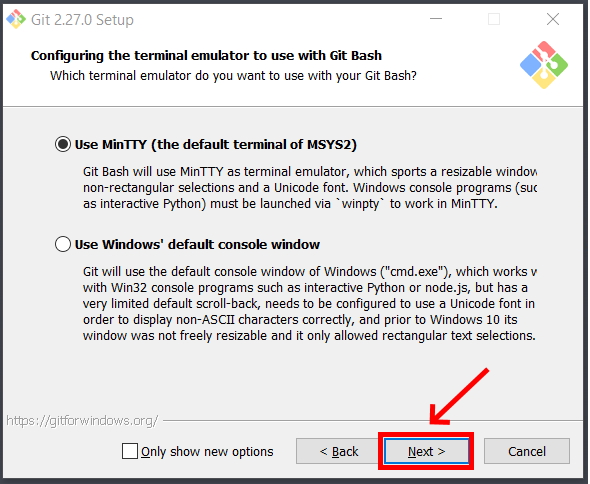 Git 2.27.0 Setup
Configuring the terminal emulator to use with Git Bash
Which terminal emulator do you want to use with your Git Bash?
Use MinTTY (the default terminal of MSYS2)
Git Bash will use MinTTY as terminal emulator, which sports a resizable window
non-rectangular selections and a Unicode font. Windows console programs (suc
as interactive Python) must be launched via `winpty` to work in MinTTY.
Use Windows' default console window
Git will use the default console window of Windows ("cmd.exe"), which works w
with Win32 console programs such as interactive Python or node.js, but has a
very limited default scroll-back, needs to be configured to use a Unicode font in
order to display non-ASCII characters correctly, and prior to Windows 10 its
window was not freely resizable and it only allowed rectangular text selections.
https://gitforwindows.org/
Only show new options
< Back
Next >
Cancel